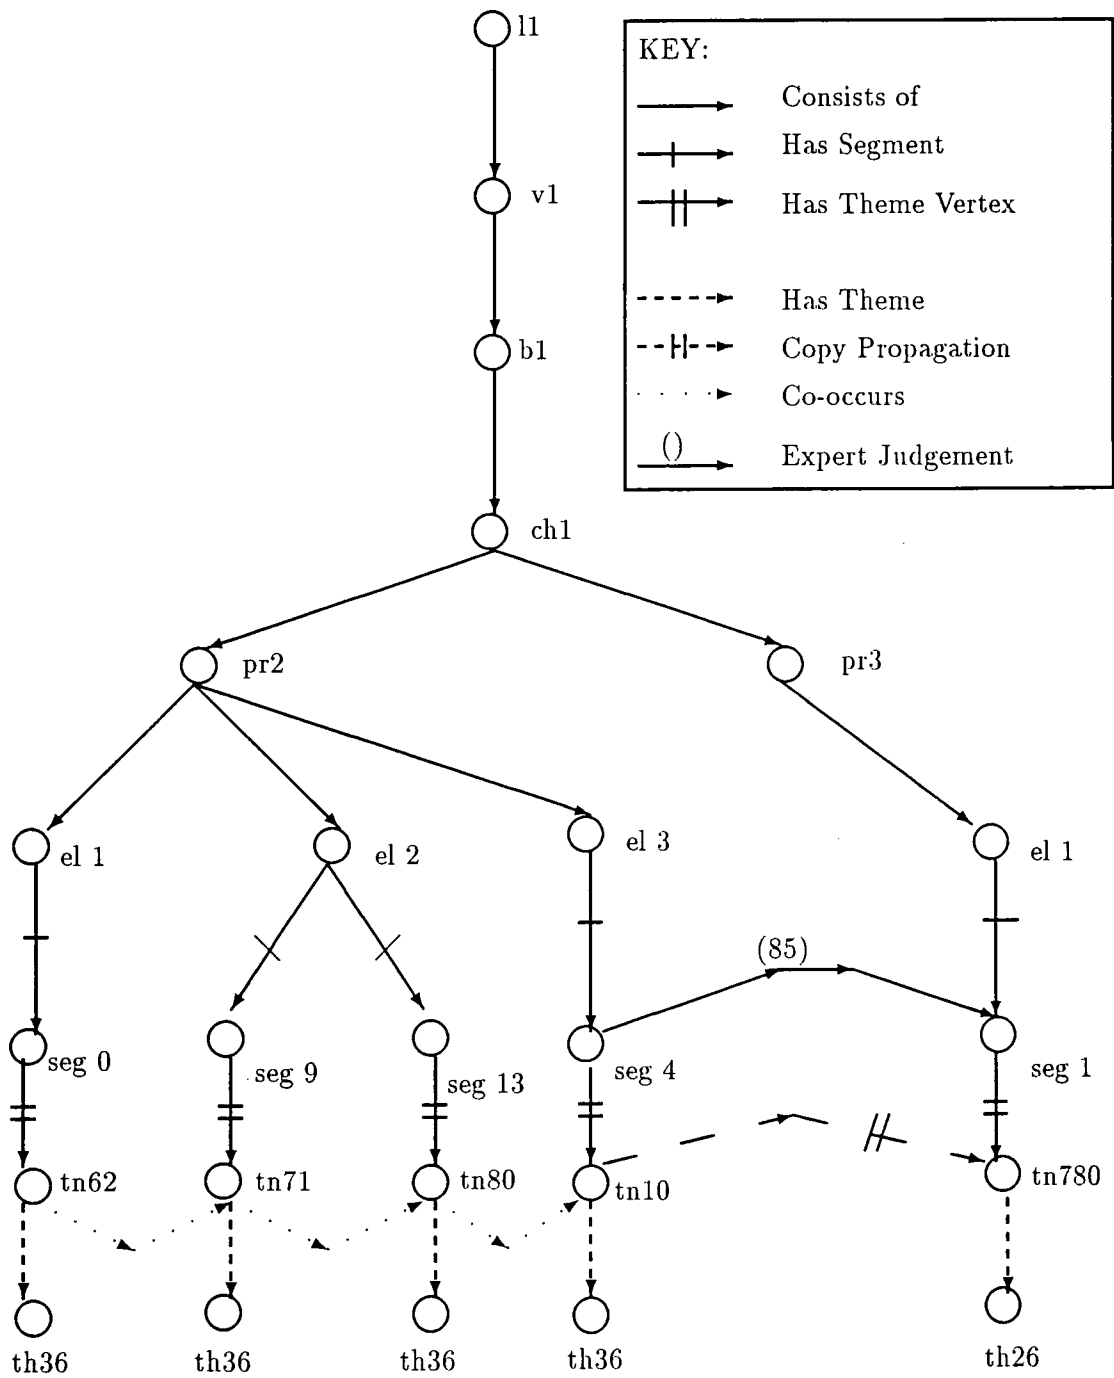 l1
KEY:
Consists of
Has Segment
v1
Has Theme Vertex
Has Theme
b1
Copy Propagation
Co-occurs
()
Expert Judgement
ch1
pr2
pr3
el 1
el 2
el 3
el 1
(85)
seg 0
seg 9
seg 13
seg 4
seg 1
tn62
tn71
tn80
tn10
tn780
th36
th36
th36
th36
th26